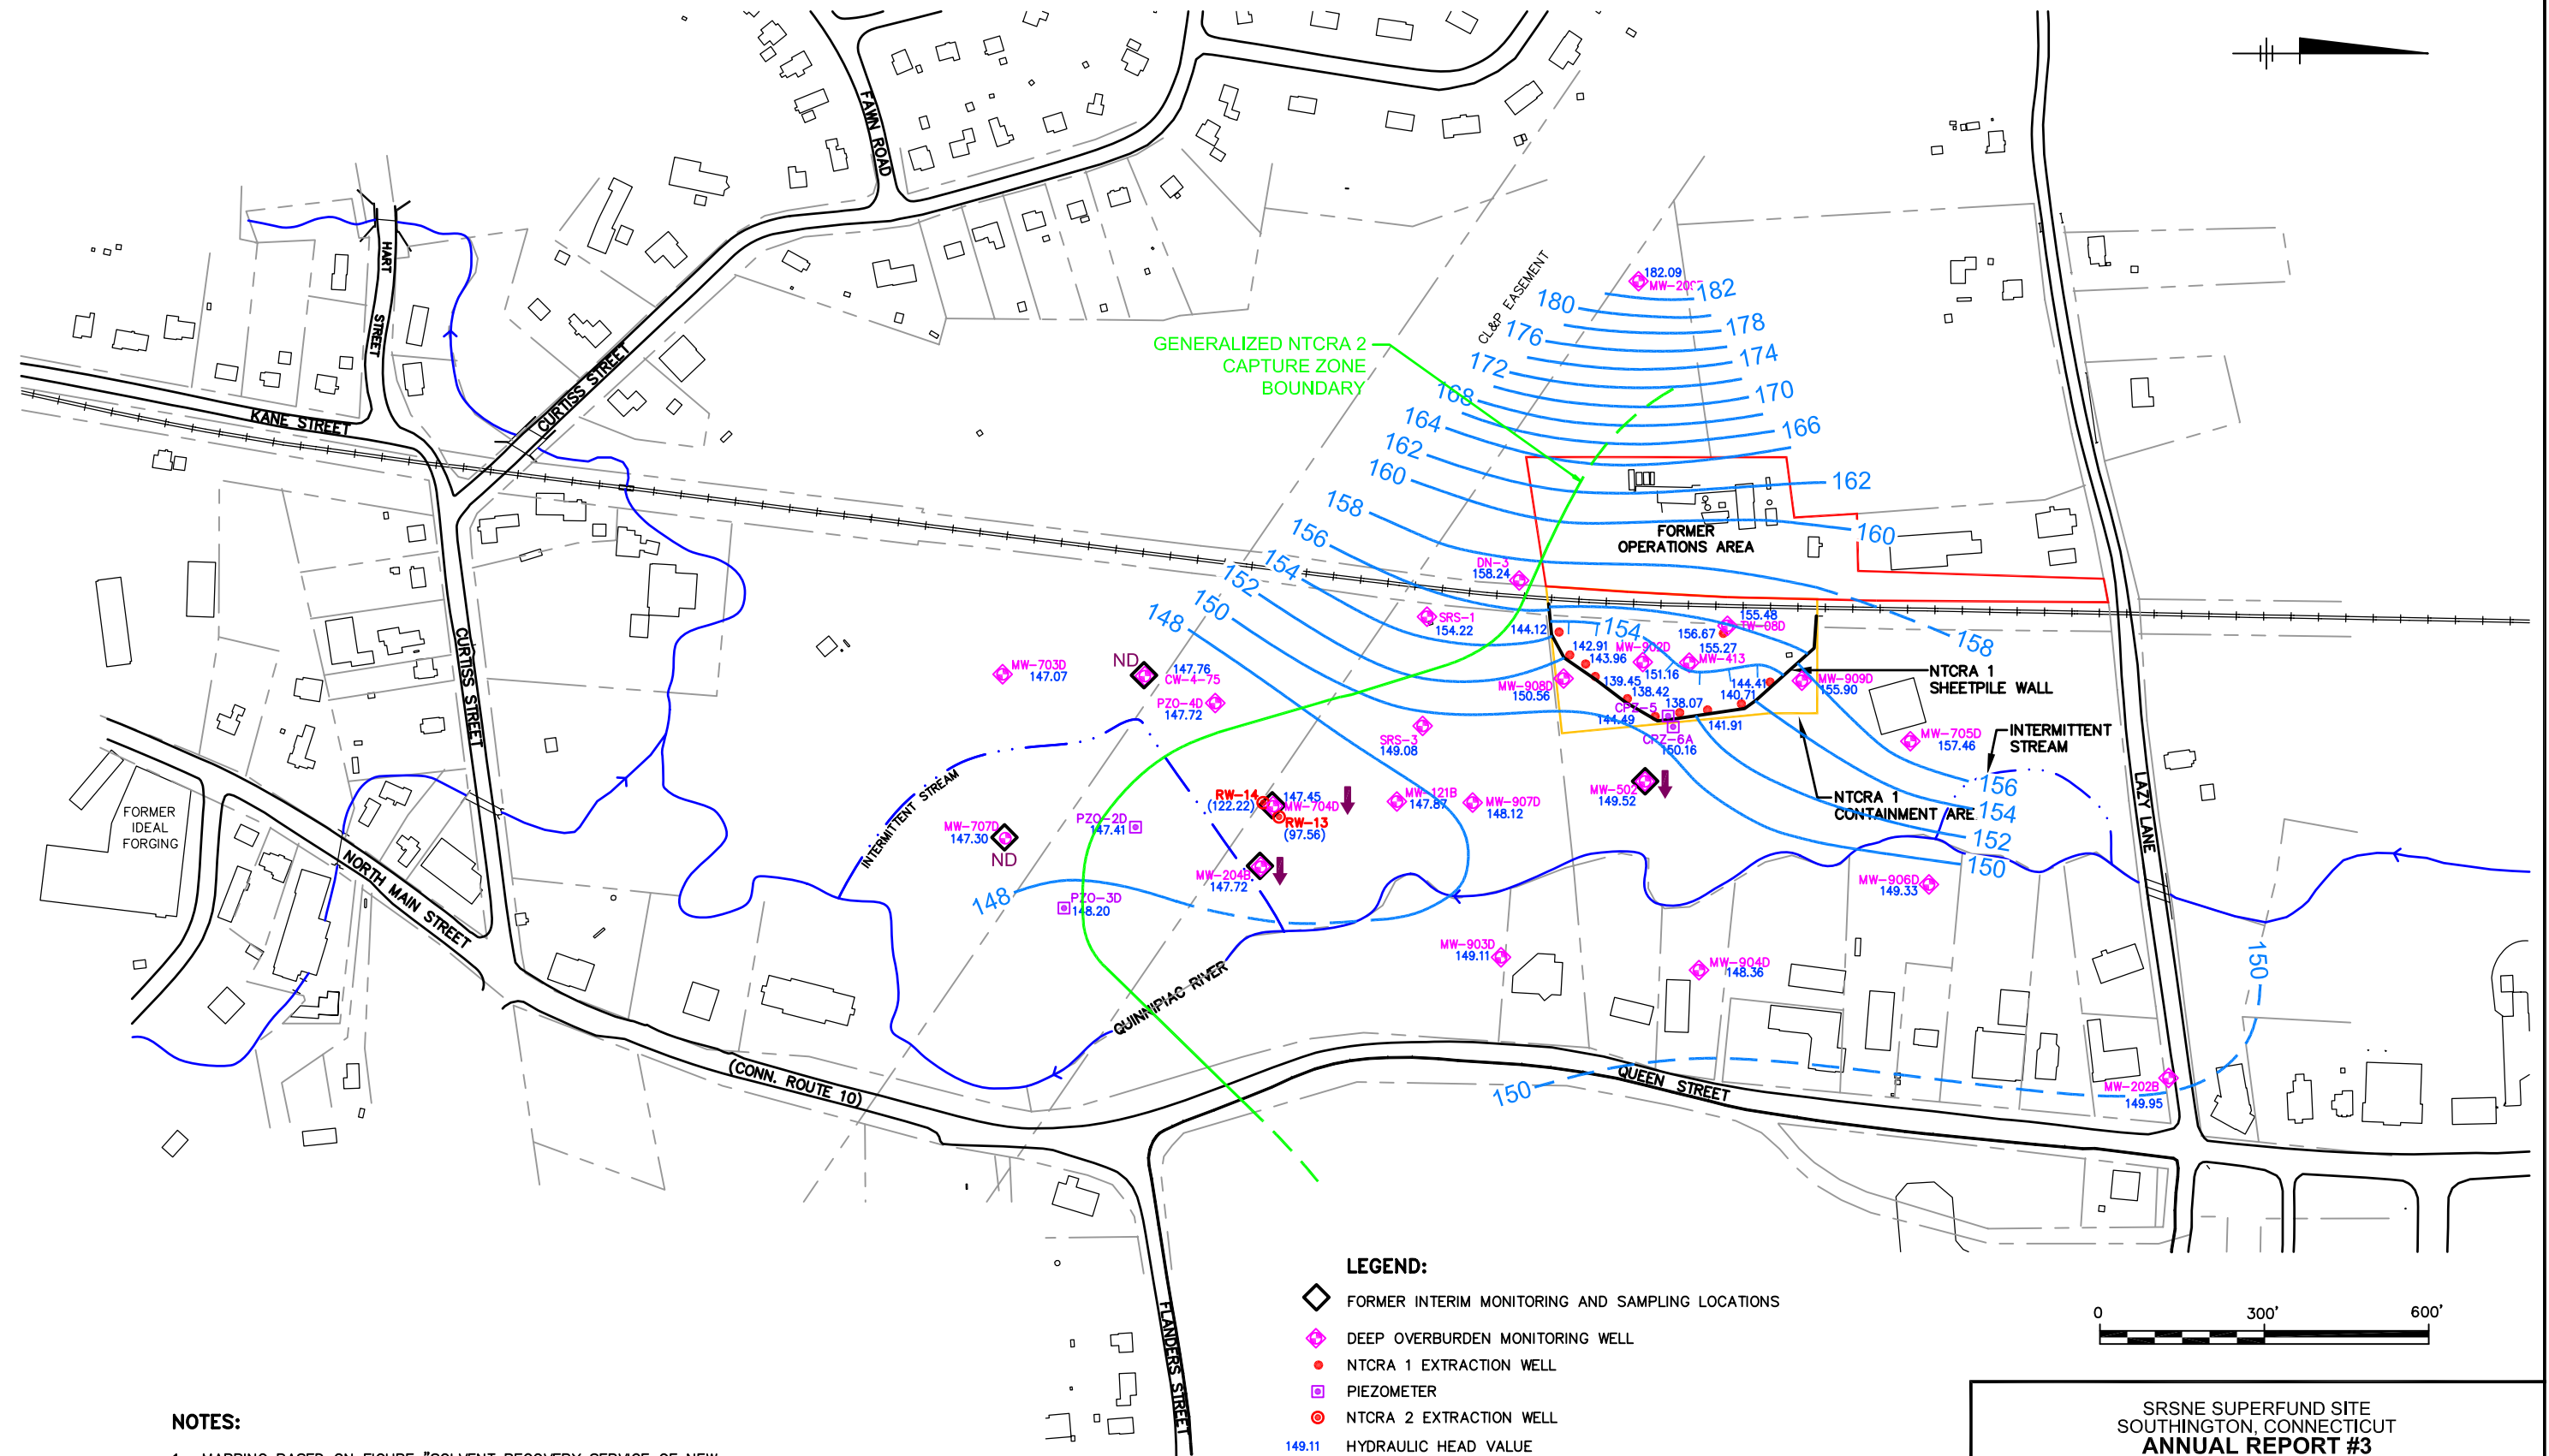 FAWN ROAD
HART
STREET
KANE STREET
CURTISS STREET
CURTISS STREET
NORTH MAIN STREET
(CONN. ROUTE 10)
QUEEN STREET
FLANDERS STREET
LAZY LANE
CL&P EASEMENT
GENERALIZED NTCRA 2
CAPTURE ZONE
BOUNDARY
182.09
182
180
178
176
174
172
170
168
166
164
162
162
160
160
158
158
156
154
152
150
148
154
FORMER
OPERATIONS AREA
DN-3
158.24
SRS-1
154.22
144.12
142.91
143.96
MW-902D
151.16
139.45
138.42
138.07
144.49
CPZ-5
CPZ-6A
150.16
141.91
140.71
144.41
155.48
TW-08D
156.67
155.27
MW-413
MW-908D
150.56
MW-909D
155.90
NTCRA 1
SHEETPILE WALL
MW-705D
157.46
INTERMITTENT
STREAM
NTCRA 1
CONTAINMENT ARE
156
154
152
150
MW-703D
147.07
ND
147.76
CW-4-75
PZO-4D
147.72
SRS-3
149.08
MW-502
149.52
MW-121B
147.87
MW-907D
148.12
RW-14
(122.22)
147.45
MW-704D
RW-13
(97.56)
PZO-2D
147.41
MW-707D
147.30
ND
INTERMITTENT STREAM
MW-204B
147.72
148
PZO-3D
148.20
QUINNIPIAC RIVER
MW-903D
149.11
MW-904D
148.36
MW-906D
149.33
150
150
MW-202B
149.95
FORMER
IDEAL
FORGING
LEGEND:
FORMER INTERIM MONITORING AND SAMPLING LOCATIONS
DEEP OVERBURDEN MONITORING WELL
NTCRA 1 EXTRACTION WELL
PIEZOMETER
NTCRA 2 EXTRACTION WELL
149.11 HYDRAULIC HEAD VALUE
0 300' 600'
NOTES:
SRSNE SUPERFUND SITE
SOUTHINGTON, CONNECTICUT
ANNUAL REPORT #3